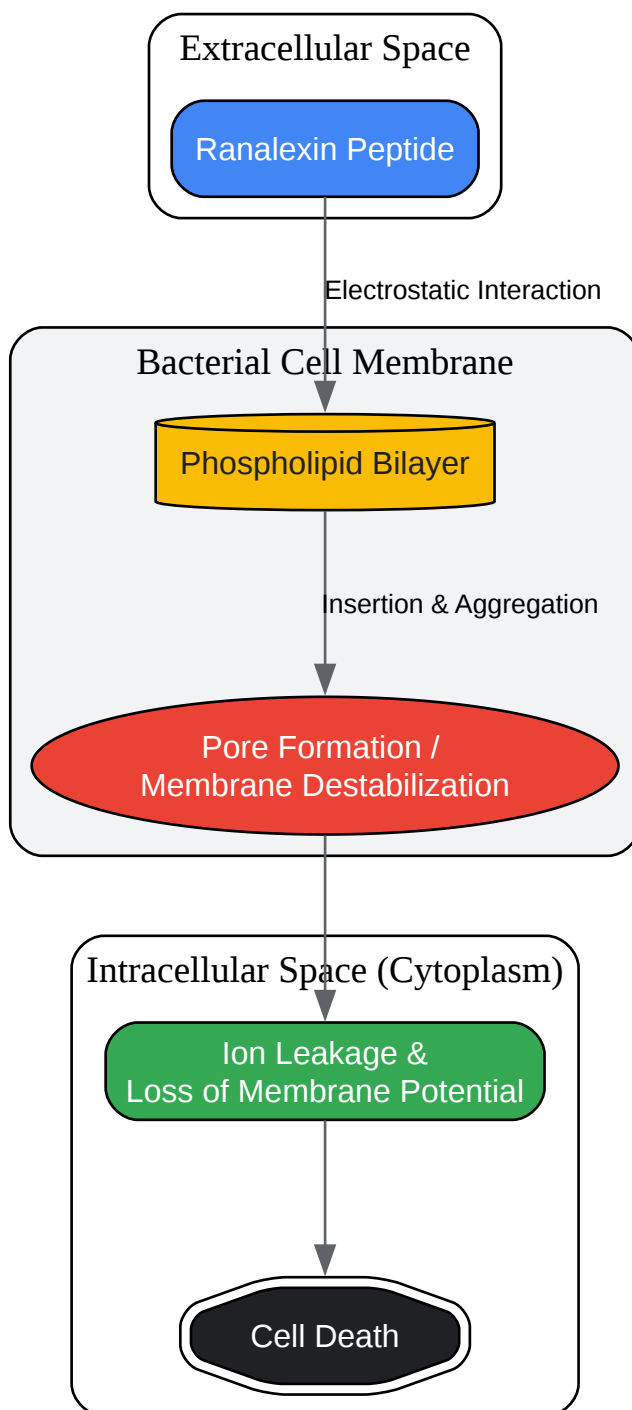 Extracellular Space
Ranalexin Peptide
Electrostatic Interaction
Bacterial Cell Membrane
Phospholipid Bilayer
Insertion & Aggregation
Pore Formation /
Membrane Destabilization
Intracellular Space (Cytoplasm)
Ion Leakage &
Loss of Membrane Potential
Cell Death